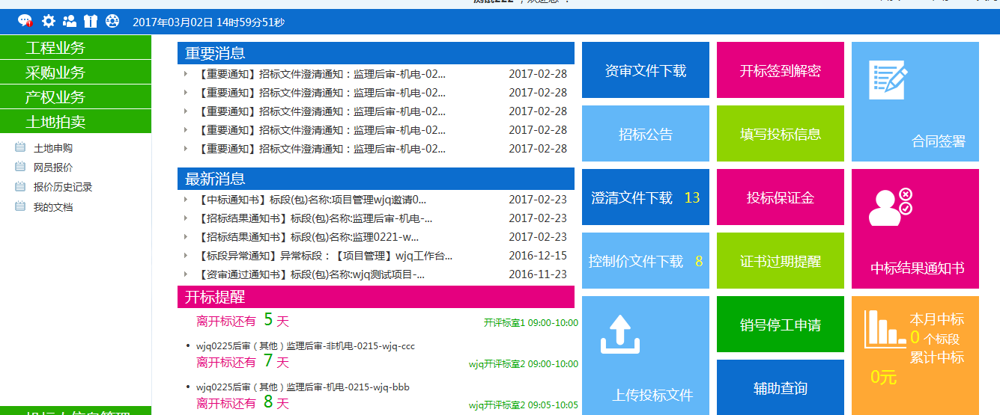 测试222，欢迎您！
2017年03月02日 14时59分51秒
工程业务
采购业务
产权业务
土地拍卖
土地申购
网员报价
报价历史记录
我的文档
投标人信息管理
重要消息
【重要通知】招标文件澄清通知：监理后审-机电-02... 2017-02-28
【重要通知】招标文件澄清通知：监理后审-机电-02... 2017-02-28
【重要通知】招标文件澄清通知：监理后审-机电-02... 2017-02-28
【重要通知】招标文件澄清通知：监理后审-机电-02... 2017-02-28
【重要通知】招标文件澄清通知：监理后审-机电-02... 2017-02-28
最新消息
【中标通知书】标段(包)名称:项目管理wjq邀请0... 2017-02-23
【招标结果通知书】标段(包)名称:监理后审-机电-... 2017-02-23
【招标结果通知书】标段(包)名称:监理0221-w... 2017-02-23
【标段异常通知】异常标段：【项目管理】wjq工作台... 2016-12-15
【资审通过通知书】标段(包)名称:wjq测试项目-... 2016-11-23
开标提醒
离开标还有 5 天 开评标室1 09:00-10:00
wjq0225后审（其他）监理后审-非机电-0215-wjq-ccc
离开标还有 7 天 wjq开评标室2 09:00-10:00
wjq0225后审（其他）监理后审-机电-0215-wjq-bbb
离开标还有 8 天 wjq开评标室2 09:05-10:05
资审文件下载
开标签到解密
合同签署
招标公告
填写投标信息
澄清文件下载 13
投标保证金
中标结果通知书
控制价文件下载 8
证书过期提醒
上传投标文件
销号停工申请
辅助查询
本月中标
0 个标段
累计中标
0元